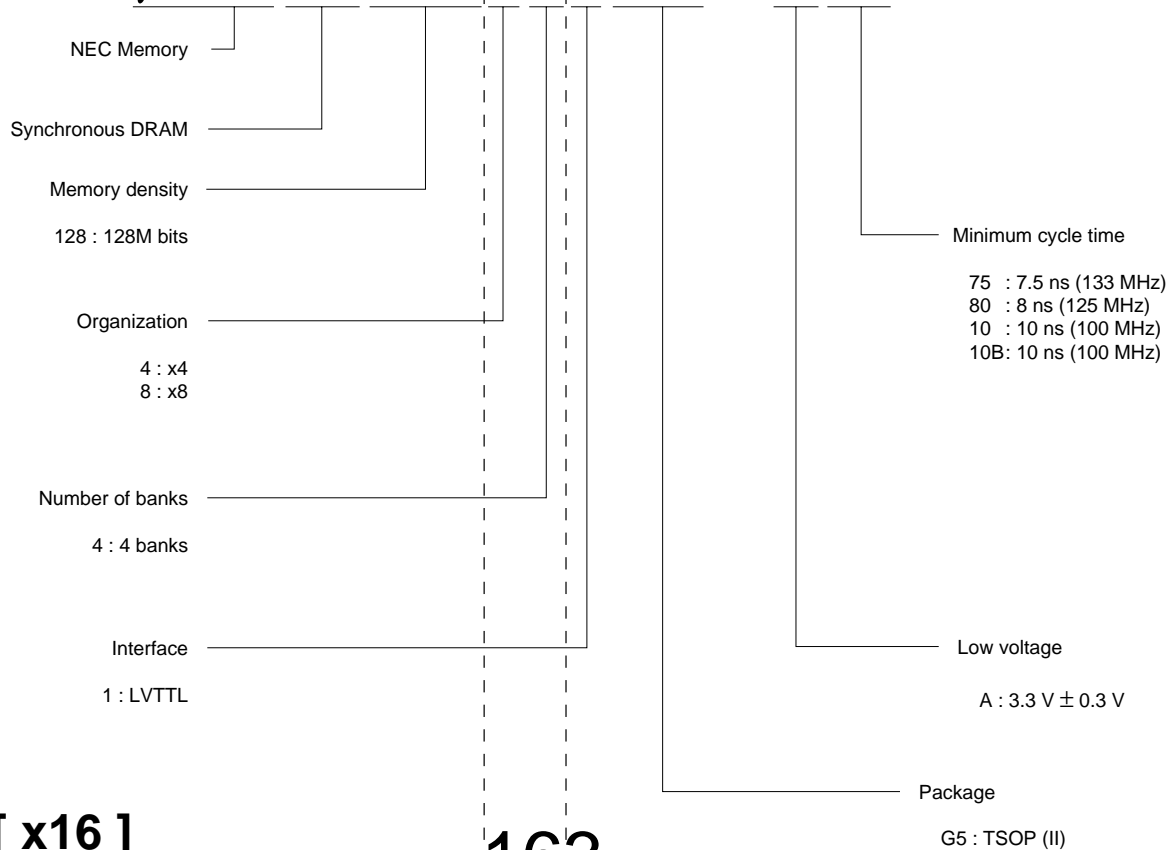 NEC Memory
Synchronous DRAM
Memory density
128 : 128M bits
Organization
4 : x4
8 : x8
Number of banks
4 : 4 banks
Interface
1 : LVTTL
Minimum cycle time
75 : 7.5 ns (133 MHz)
80 : 8 ns (125 MHz)
10 : 10 ns (100 MHz)
10B: 10 ns (100 MHz)
Low voltage
A : 3.3 V ± 0.3 V
Package
G5 : TSOP (II)
[ x16 ]